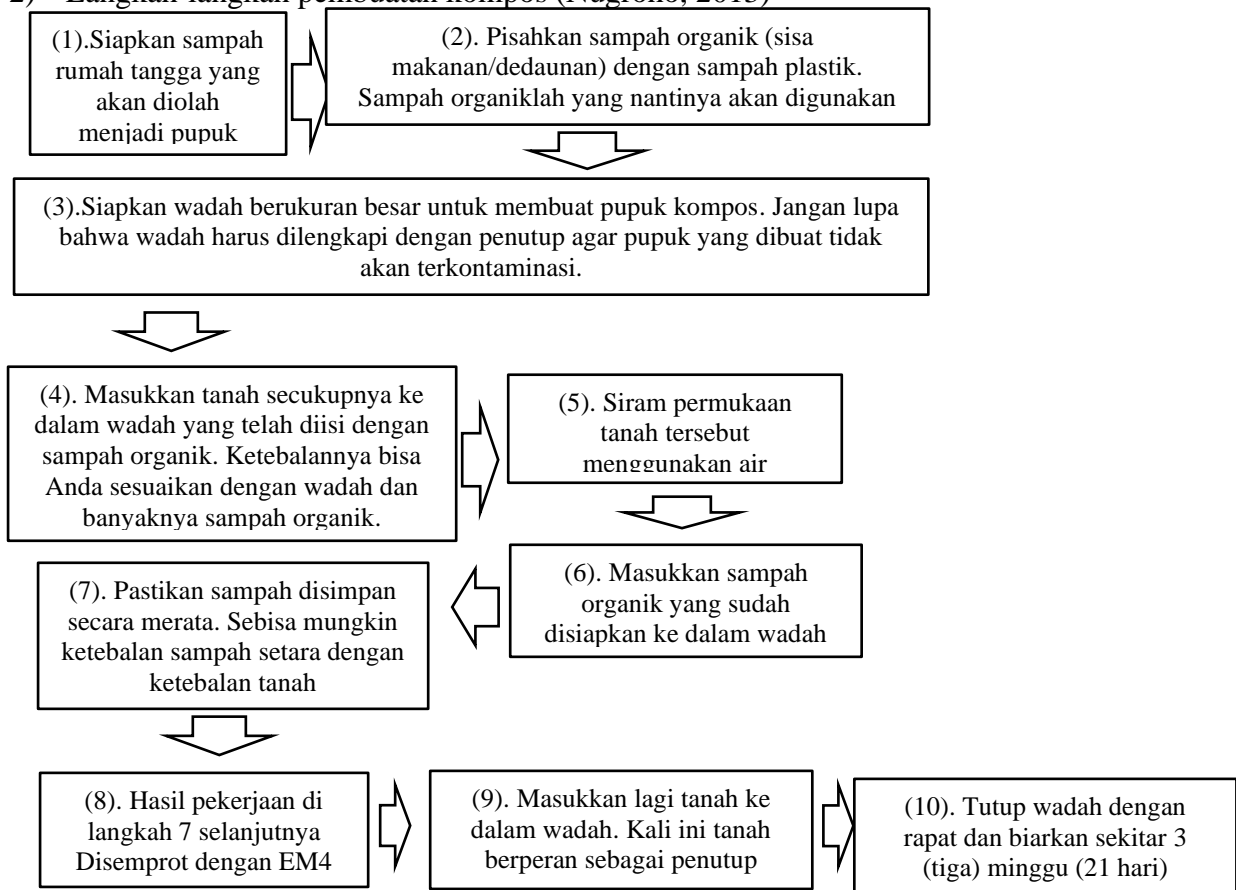 2) Langkah-langkah pembuatan kompos (Nugroho, 2013)
(1).Siapkan sampah
rumah tangga yang
akan diolah
menjadi pupuk
(2). Pisahkan sampah organik (sisa
makanan/dedaunan) dengan sampah plastik.
Sampah organiklah yang nantinya akan digunakan
(3).Siapkan wadah berukuran besar untuk membuat pupuk kompos. Jangan lupa
bahwa wadah harus dilengkapi dengan penutup agar pupuk yang dibuat tidak
akan terkontaminasi.
(4). Masukkan tanah secukupnya ke
dalam wadah yang telah diisi dengan
sampah organik. Ketebalannya bisa
Anda sesuaikan dengan wadah dan
banyaknya sampah organik.
(5). Siram permukaan
tanah tersebut
menggunakan air
(6). Masukkan sampah
organik yang sudah
disiapkan ke dalam wadah
(7). Pastikan sampah disimpan
secara merata. Sebisa mungkin
ketebalan sampah setara dengan
ketebalan tanah
(8). Hasil pekerjaan di
langkah 7 selanjutnya
Disemprot dengan EM4
(9). Masukkan lagi tanah ke
dalam wadah. Kali ini tanah
berperan sebagai penutup
(10). Tutup wadah dengan
rapat dan biarkan sekitar 3
(tiga) minggu (21 hari)